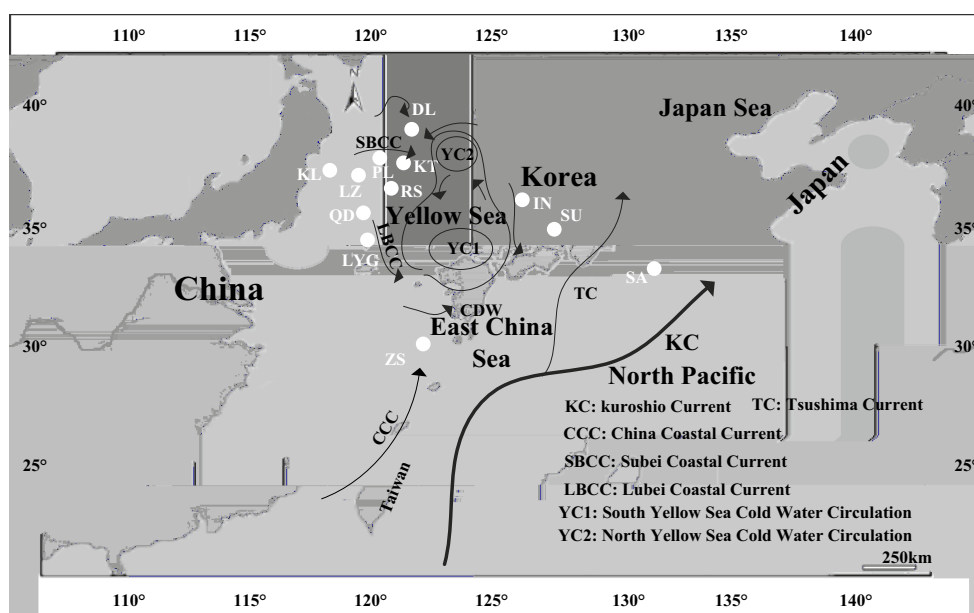 110° 115° 120° 125° 130° 135° 140°
40°
DL
Japan Sea
SBCC
YC2
KL
LZ
PL
KT
Korea
RS
IN
Japan
QD
Yellow Sea
SU
35°
35°
LYG
LBCC
YC1
China
SA
TC
CDW
East China
Sea
KC
30°
30°
ZS
North Pacific
KC: kuroshio Current TC: Tsushima Current
CCC
CCC: China Coastal Current
25°
SBCC: Subei Coastal Current
25°
Taiwan
LBCC: Lubei Coastal Current
YC1: South Yellow Sea Cold Water Circulation
YC2: North Yellow Sea Cold Water Circulation
250km
110° 115° 120° 125° 130° 135° 140°
40°